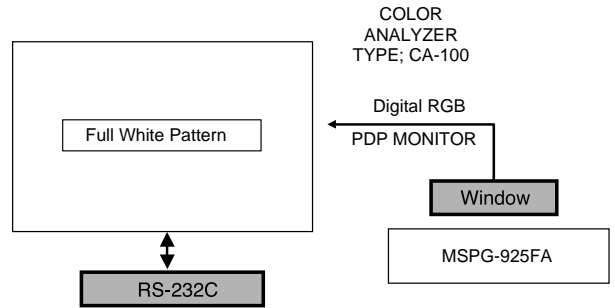 COLOR
ANALYZER
TYPE; CA-100
Full White Pattern
Digital RGB
PDP MONITOR
Window
MSPG-925FA
RS-232C